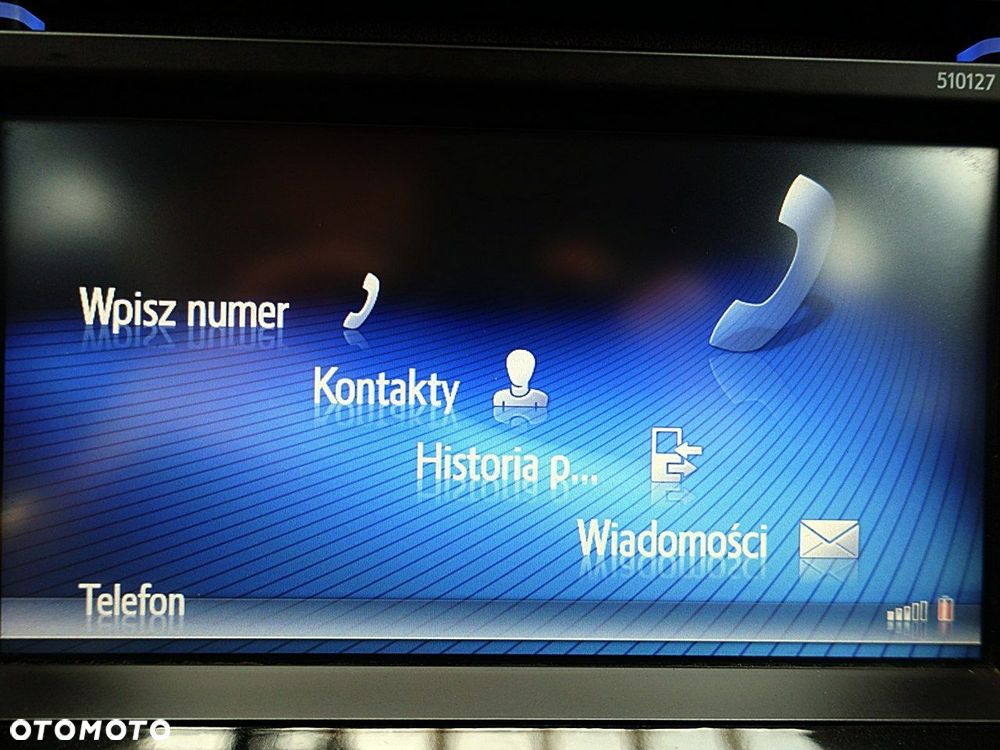 510127
Wpisz numer
Kontakty
Historia p...
Wiadomości
Telefon
OTOMOTO